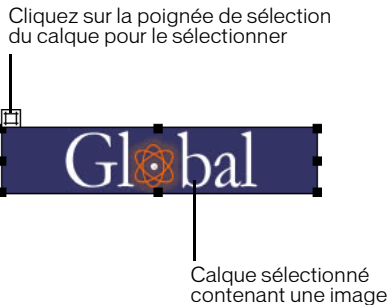 Cliquez sur la poignée de sélection
du calque pour le sélectionner
Global
Calque sélectionné
contenant une image